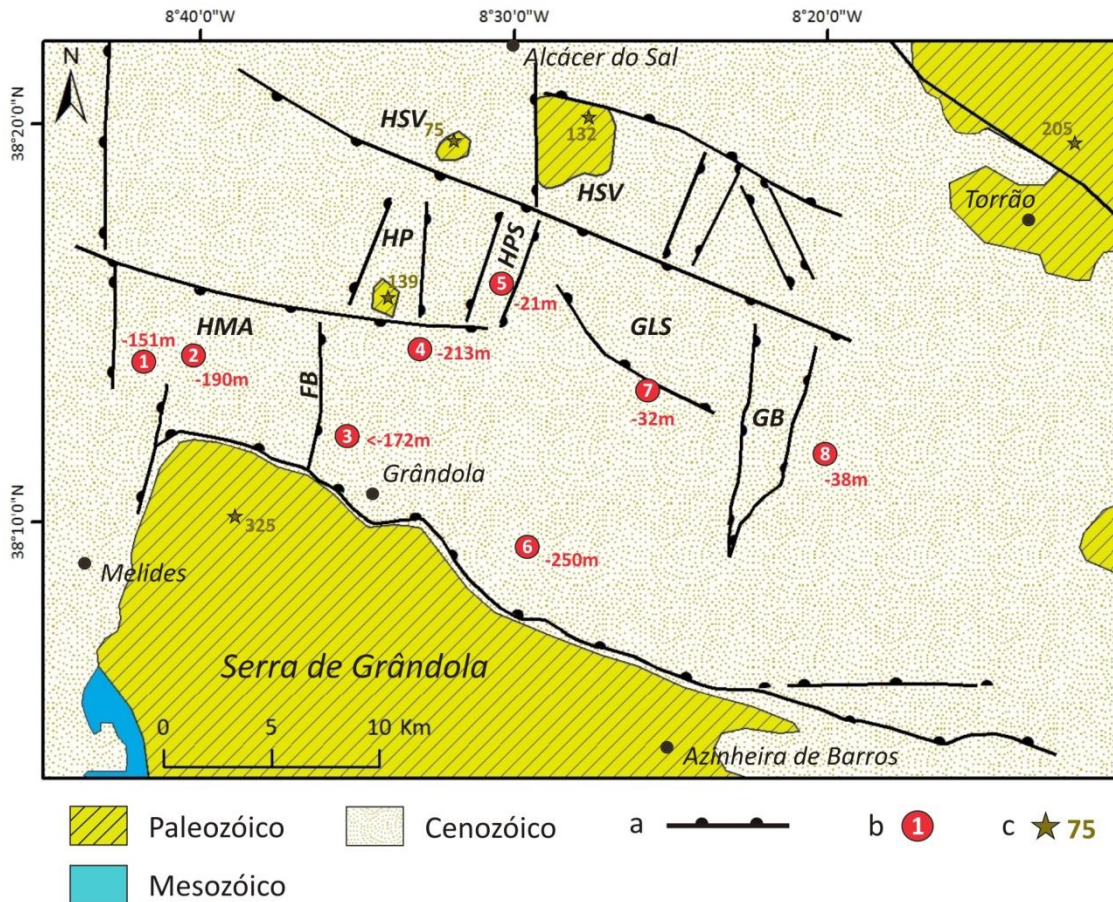 8°40'0"W
8°30'0"W
8°20'0"W
N
Alcácer do Sal
38°20'0"N
HSV
75
132
205
HSV
Torrão
HP
HPS
139
5
-21m
HMA
GLS
-151m
1
2
-190m
4
-213m
FB
7
-32m
GB
3
<-172m
8
-38m
Grândola
38°10'0"N
325
6
-250m
Melides
Serra de Grândola
0 5 10 Km
Azinheira de Barros
Paleozóico
Cenozóico
a
b 1
c 75
Mesozóico